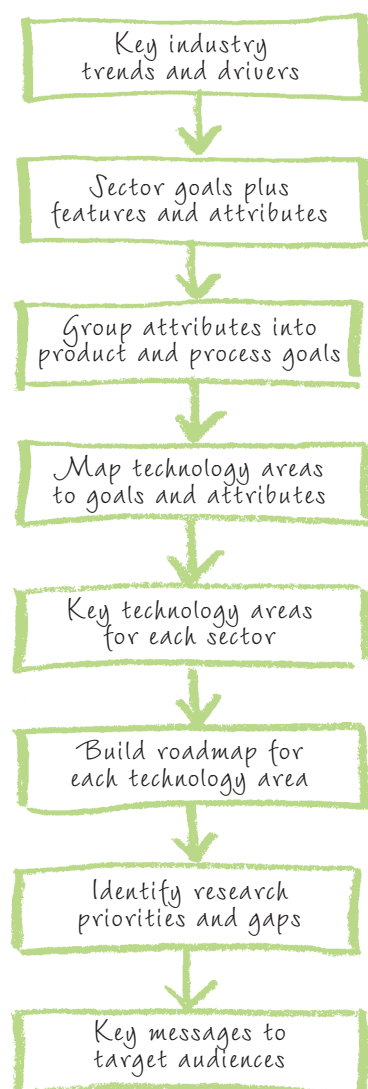 Key industry
trends and drivers
Sector goals plus
features and attributes
Group attributes into
product and process goals
Map technology areas
to goals and attributes
Key technology areas
for each sector
Build roadmap for
each technology area
Identify research
priorities and gaps
Key messages to
target audiences